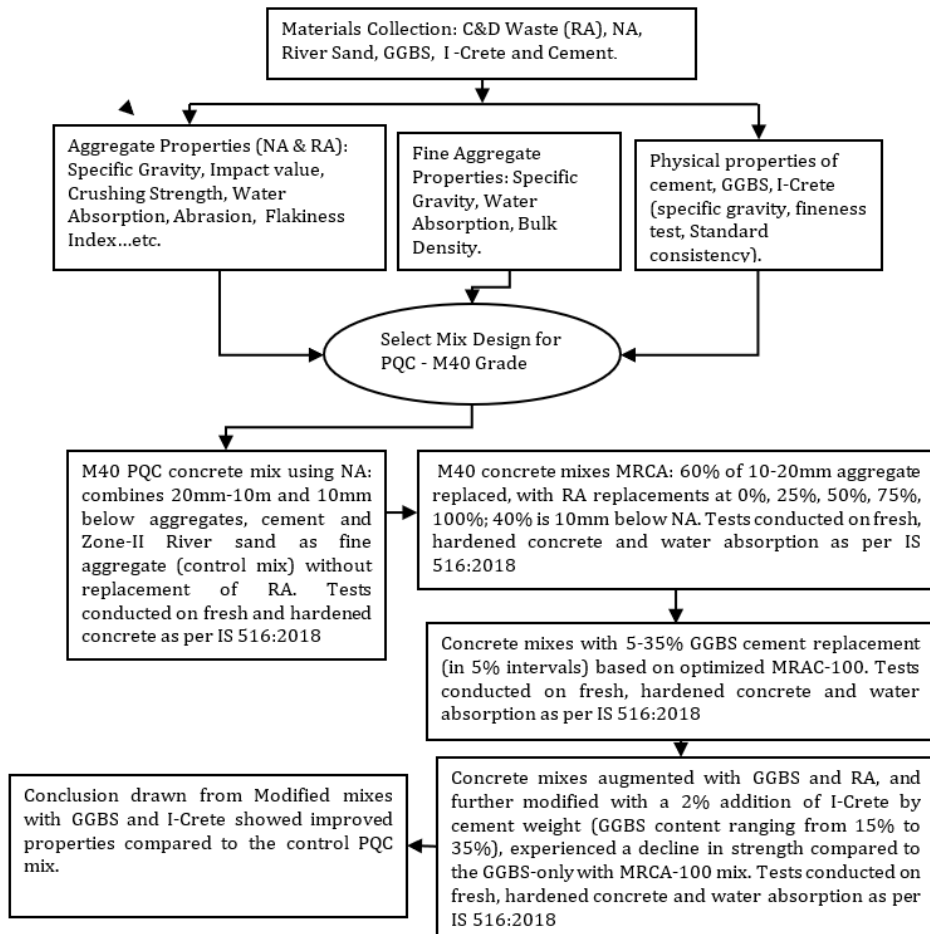 Materials Collection: C&D Waste (RA), NA,
River Sand, GGBS, I -Crete and Cement.
Aggregate Properties (NA & RA):
Specific Gravity, Impact value,
Crushing Strength, Water
Absorption, Abrasion, Flakiness
Index...etc.
Fine Aggregate
Properties: Specific
Gravity, Water
Absorption, Bulk
Density.
Physical properties of
cement, GGBS, I-Crete
(specific gravity, fineness
test, Standard
consistency).
Select Mix Design for
PQC - M40 Grade
M40 PQC concrete mix using NA:
combines 20mm-10m and 10mm
below aggregates, cement and
Zone-II River sand as fine
aggregate (control mix) without
replacement of RA. Tests
conducted on fresh and hardened
concrete as per IS 516:2018
M40 concrete mixes MRCA: 60% of 10-20mm aggregate
replaced, with RA replacements at 0%, 25%, 50%, 75%,
100%; 40% is 10mm below NA. Tests conducted on fresh,
hardened concrete and water absorption as per IS
516:2018
Concrete mixes with 5-35% GGBS cement replacement
(in 5% intervals) based on optimized MRAC-100. Tests
conducted on fresh, hardened concrete and water
absorption as per IS 516:2018
Concrete mixes augmented with GGBS and RA, and
further modified with a 2% addition of I-Crete by
cement weight (GGBS content ranging from 15% to
35%), experienced a decline in strength compared to
the GGBS-only with MRCA-100 mix. Tests conducted on
fresh, hardened concrete and water absorption as per
IS 516:2018
Conclusion drawn from Modified mixes
with GGBS and I-Crete showed improved
properties compared to the control PQC
mix.